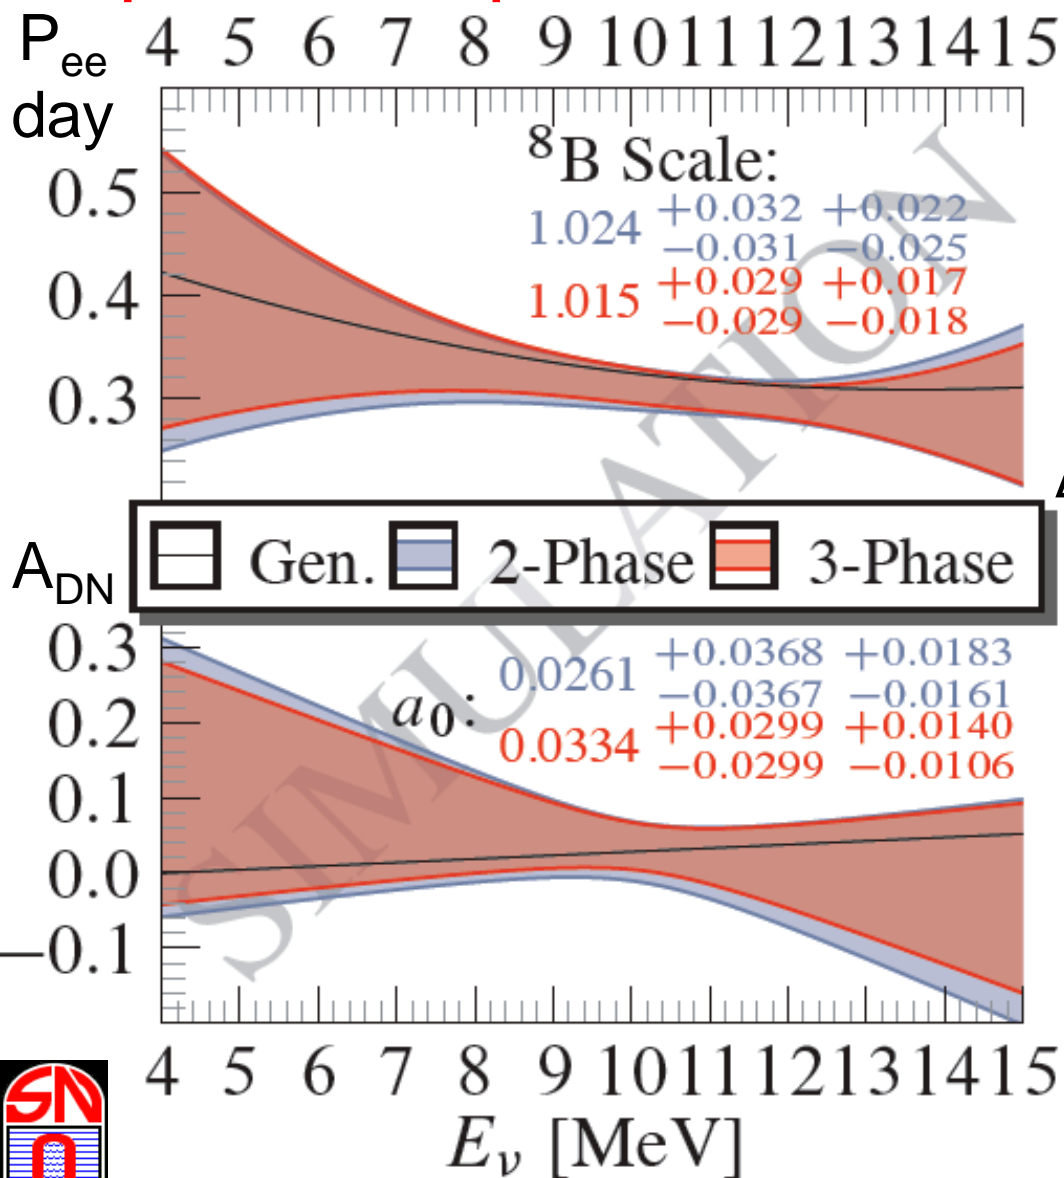 P_ee day
4 5 6 7 8 9 10 11 12 13 14 15
0.5
0.4
0.3
⁸B Scale:
1.024 +0.032 −0.031 +0.022 −0.025
1.015 +0.029 −0.029 +0.017 −0.018
SIMULATION
Gen. 2-Phase 3-Phase
A_DN
0.3
0.2
0.1
0.0
−0.1
a₀:
0.0261 +0.0368 −0.0367 +0.0183 −0.0161
0.0334 +0.0299 −0.0299 +0.0140 −0.0106
4 5 6 7 8 9 10 11 12 13 14 15
E_ν [MeV]
SN